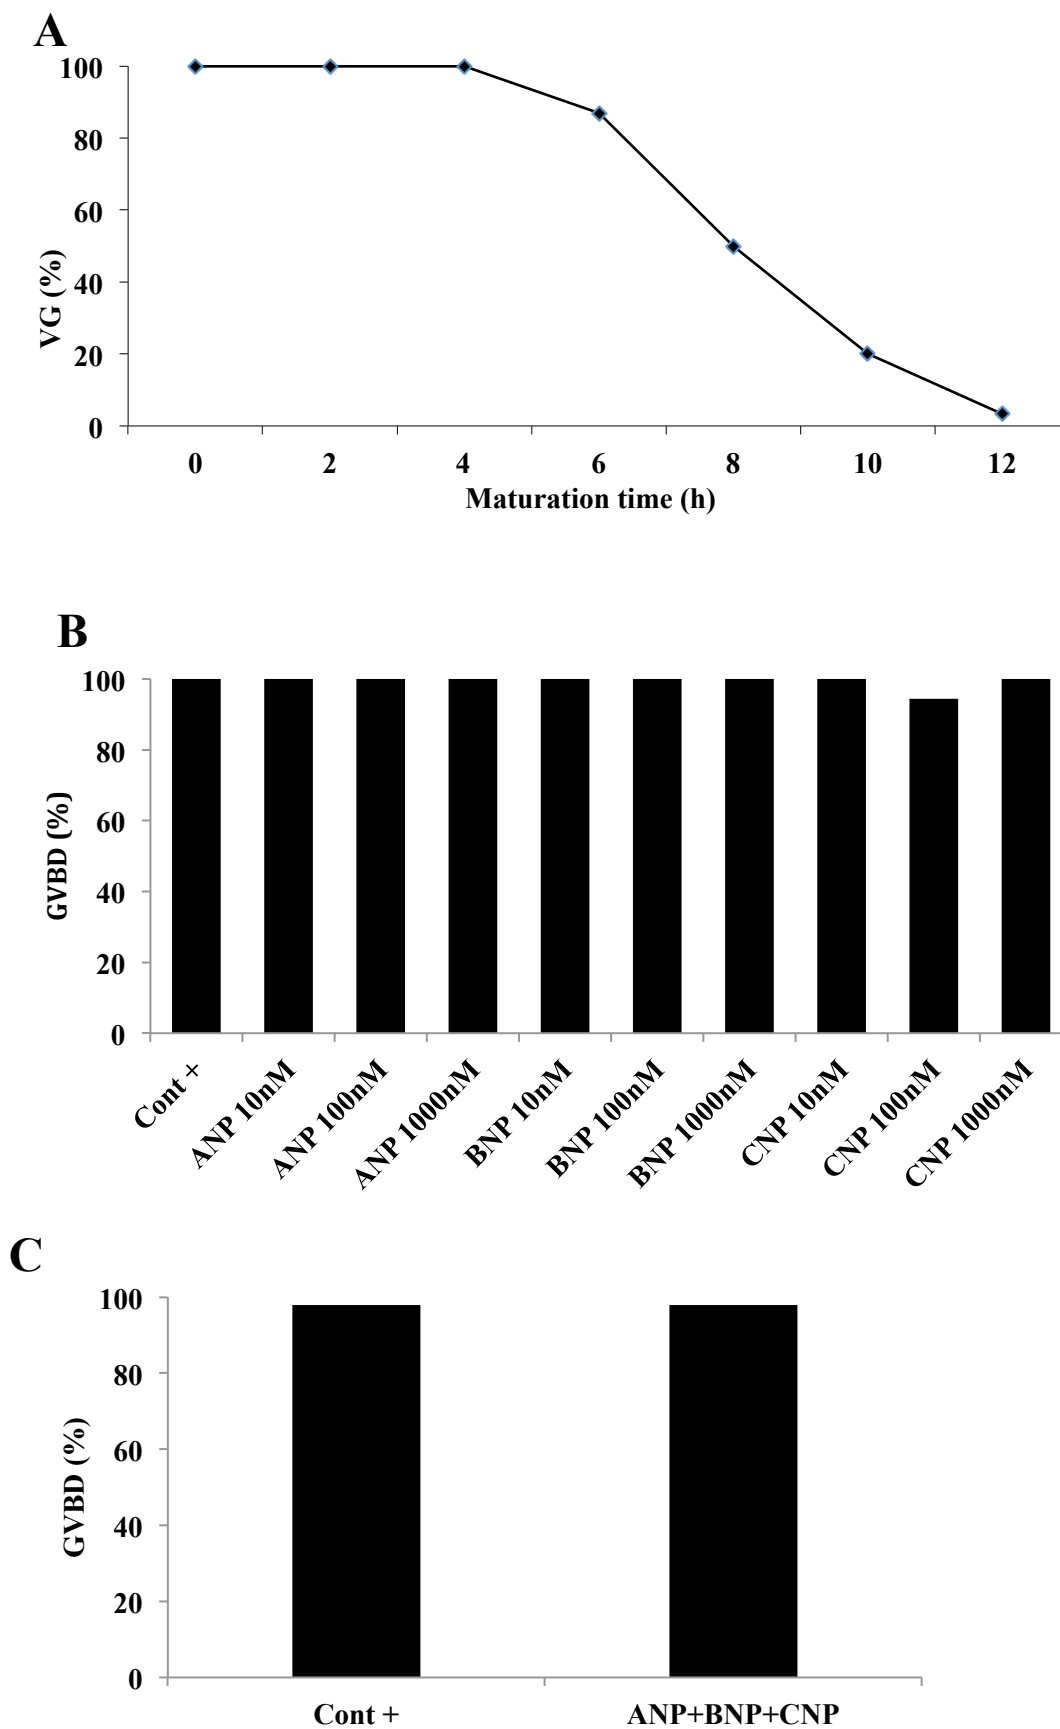 A
100
80
60
40
20
0
VG (%)
0 2 4 6 8 10 12
Maturation time (h)
B
100
80
60
40
20
0
GVBD (%)
Cont +
ANP 10nM
ANP 100nM
ANP 1000nM
BNP 10nM
BNP 100nM
BNP 1000nM
CNP 10nM
CNP 100nM
CNP 1000nM
C
100
80
60
40
20
0
GVBD (%)
Cont + ANP+BNP+CNP